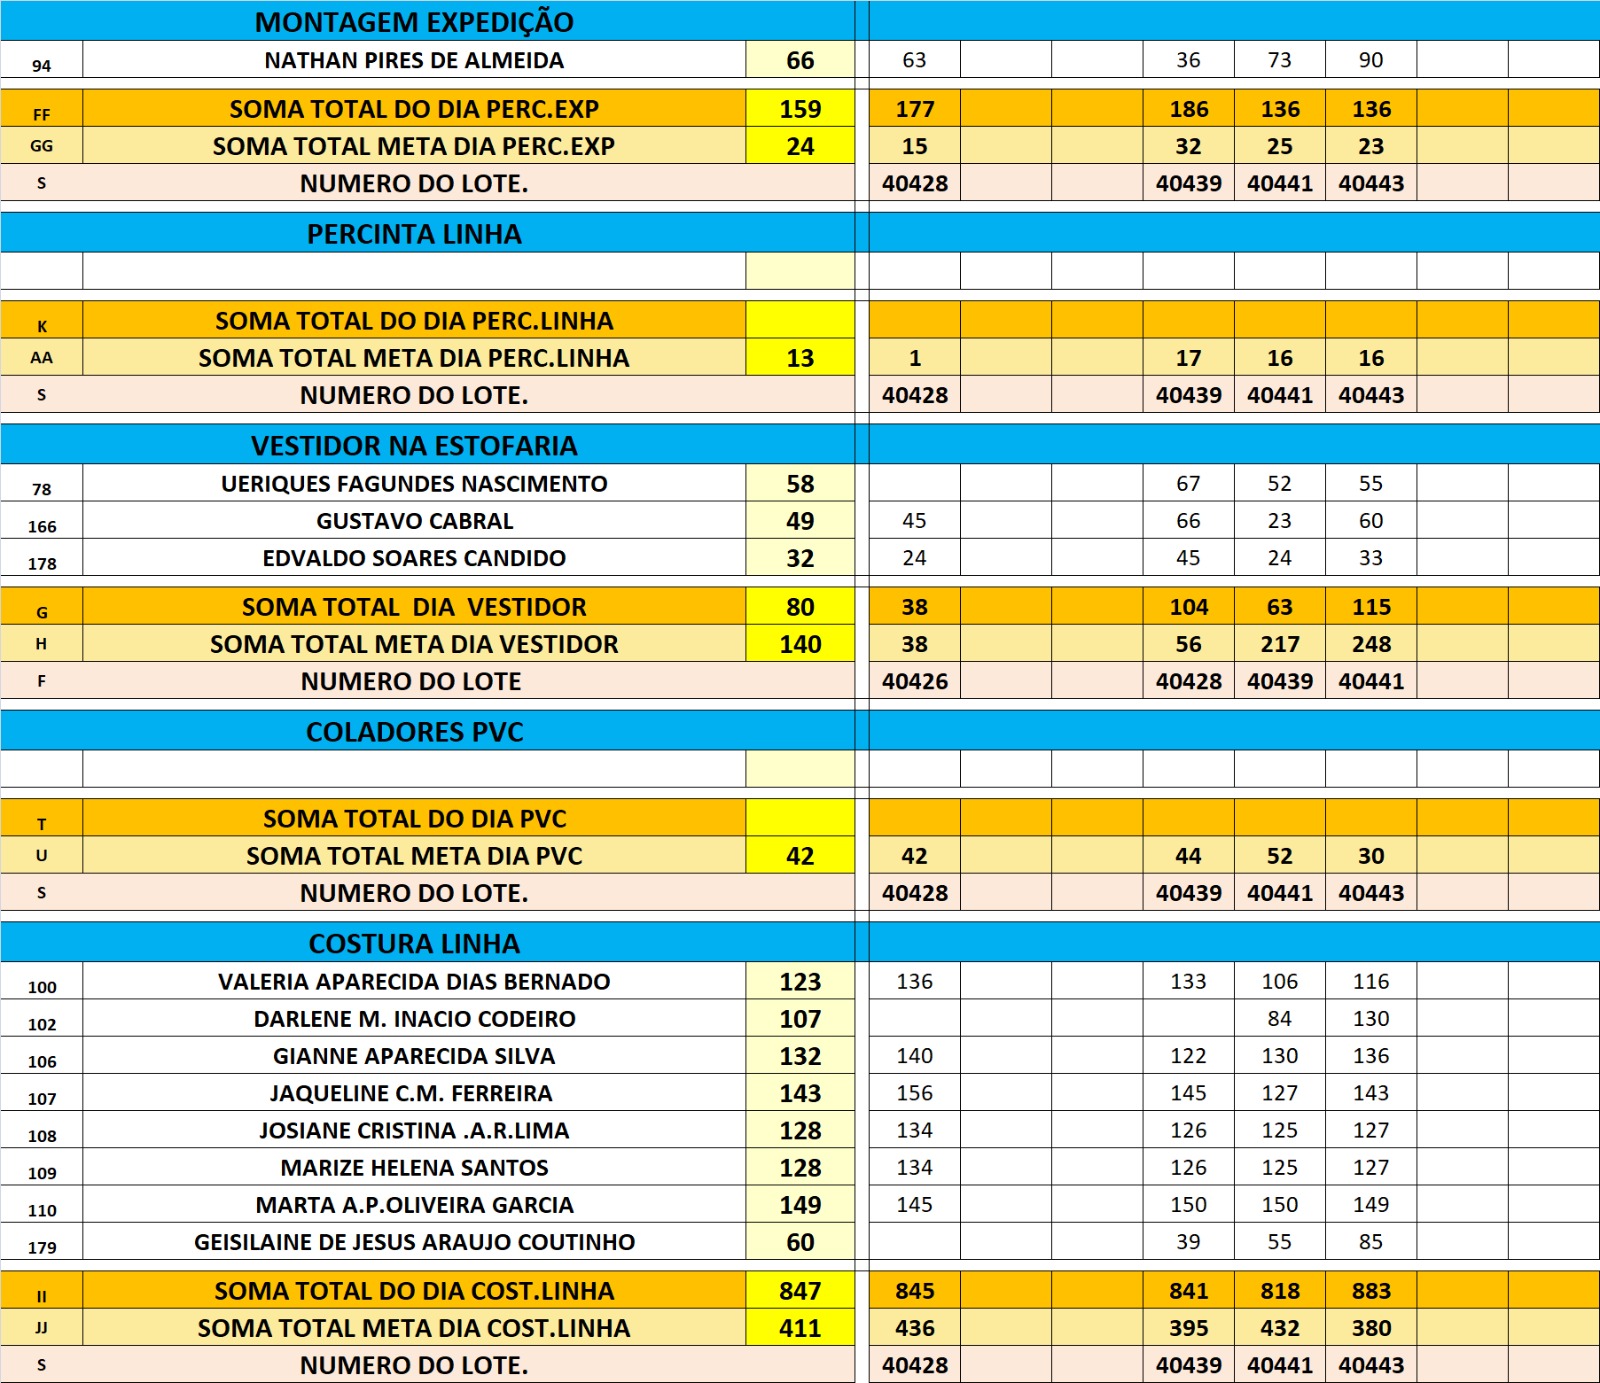 MONTAGEM EXPEDIÇÃO
94 NATHAN PIRES DE ALMEIDA 66 63 36 73 90
FF SOMA TOTAL DO DIA PERC.EXP 159 177 186 136 136
GG SOMA TOTAL META DIA PERC.EXP 24 15 32 25 23
S NUMERO DO LOTE. 40428 40439 40441 40443
PERCINTA LINHA
K SOMA TOTAL DO DIA PERC.LINHA
AA SOMA TOTAL META DIA PERC.LINHA 13 1 17 16 16
S NUMERO DO LOTE. 40428 40439 40441 40443
VESTIDOR NA ESTOFARIA
78 UERIQUES FAGUNDES NASCIMENTO 58 67 52 55
166 GUSTAVO CABRAL 49 45 66 23 60
178 EDVALDO SOARES CANDIDO 32 24 45 24 33
G SOMA TOTAL DIA VESTIDOR 80 38 104 63 115
H SOMA TOTAL META DIA VESTIDOR 140 38 56 217 248
F NUMERO DO LOTE 40426 40428 40439 40441
COLADORES PVC
T SOMA TOTAL DO DIA PVC
U SOMA TOTAL META DIA PVC 42 42 44 52 30
S NUMERO DO LOTE. 40428 40439 40441 40443
COSTURA LINHA
100 VALERIA APARECIDA DIAS BERNADO 123 136 133 106 116
102 DARLENE M. INACIO CODEIRO 107 84 130
106 GIANNE APARECIDA SILVA 132 140 122 130 136
107 JAQUELINE C.M. FERREIRA 143 156 145 127 143
108 JOSIANE CRISTINA .A.R.LIMA 128 134 126 125 127
109 MARIZE HELENA SANTOS 128 134 126 125 127
110 MARTA A.P.OLIVEIRA GARCIA 149 145 150 150 149
179 GEISILAINE DE JESUS ARAUJO COUTINHO 60 39 55 85
II SOMA TOTAL DO DIA COST.LINHA 847 845 841 818 883
JJ SOMA TOTAL META DIA COST.LINHA 411 436 395 432 380
S NUMERO DO LOTE. 40428 40439 40441 40443